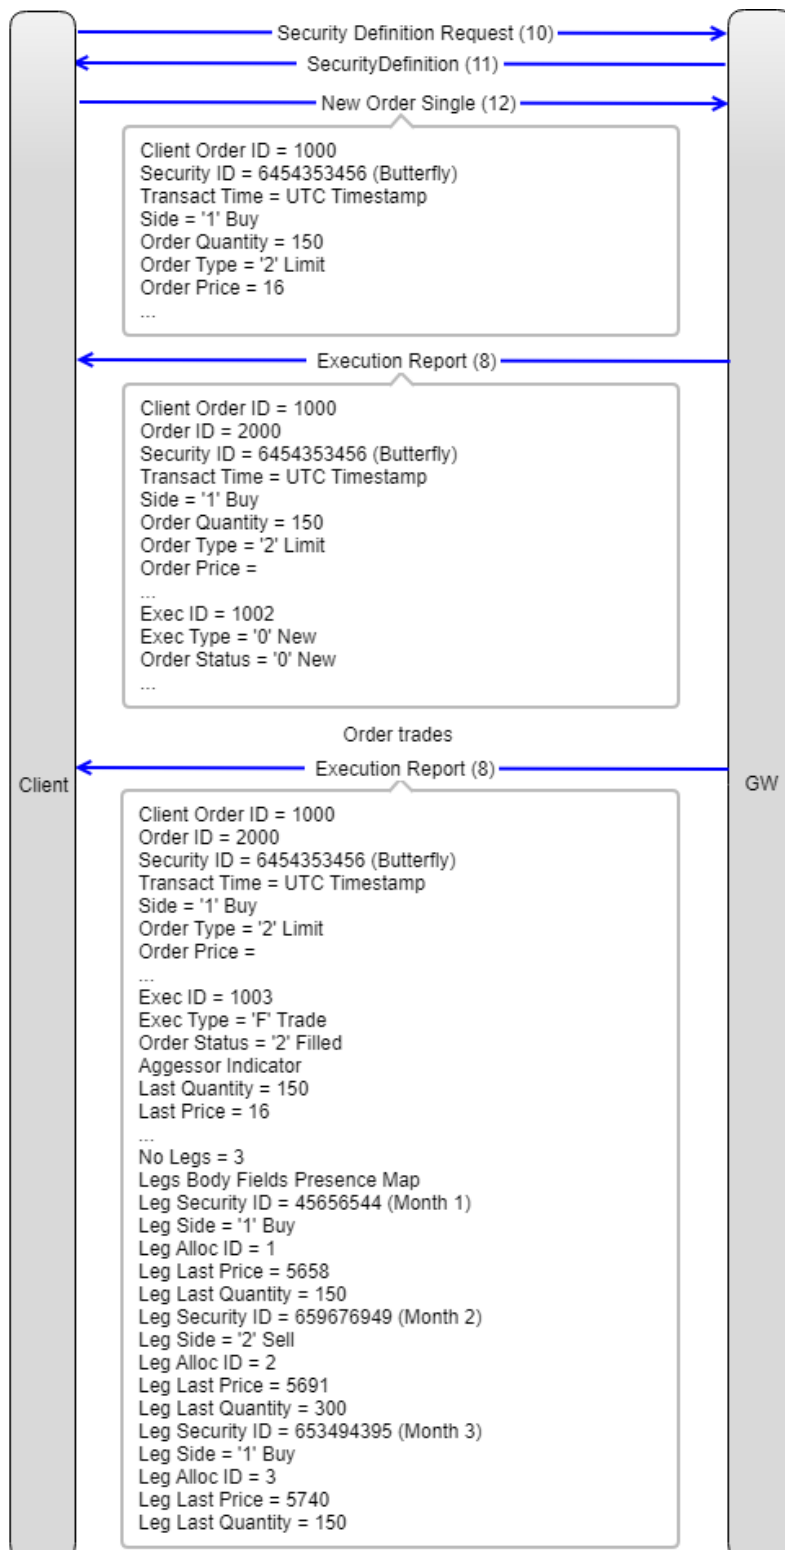 Security Definition Request (10)
SecurityDefinition (11)
New Order Single (12)
Client Order ID = 1000
Security ID = 6454353456 (Butterfly)
Transact Time = UTC Timestamp
Side = '1' Buy
Order Quantity = 150
Order Type = '2' Limit
Order Price = 16
...
Execution Report (8)
Client Order ID = 1000
Order ID = 2000
Security ID = 6454353456 (Butterfly)
Transact Time = UTC Timestamp
Side = '1' Buy
Order Quantity = 150
Order Type = '2' Limit
Order Price =
...
Exec ID = 1002
Exec Type = '0' New
Order Status = '0' New
...
Order trades
Execution Report (8)
Client
GW
Client Order ID = 1000
Order ID = 2000
Security ID = 6454353456 (Butterfly)
Transact Time = UTC Timestamp
Side = '1' Buy
Order Type = '2' Limit
Order Price =
...
Exec ID = 1003
Exec Type = 'F' Trade
Order Status = '2' Filled
Aggessor Indicator
Last Quantity = 150
Last Price = 16
...
No Legs = 3
Legs Body Fields Presence Map
Leg Security ID = 45656544 (Month 1)
Leg Side = '1' Buy
Leg Alloc ID = 1
Leg Last Price = 5658
Leg Last Quantity = 150
Leg Security ID = 659676949 (Month 2)
Leg Side = '2' Sell
Leg Alloc ID = 2
Leg Last Price = 5691
Leg Last Quantity = 300
Leg Security ID = 653494395 (Month 3)
Leg Side = '1' Buy
Leg Alloc ID = 3
Leg Last Price = 5740
Leg Last Quantity = 150